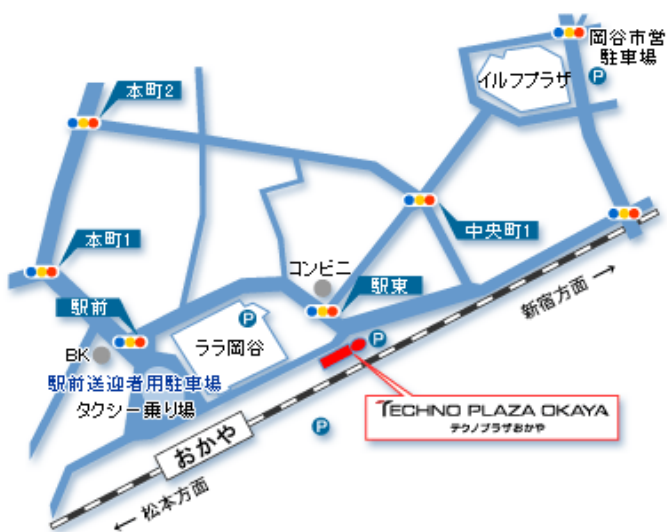 岡谷市営
駐車場
P
イルフプラザ
本町2
中央町1
本町1
コンビニ
駅東
新宿方面 →
駅前
P
ララ岡谷
P
BK
駅前送迎者用駐車場
タクシー乗り場
TECHNO PLAZA OKAYA
テクノプラザおかや
P
おかや
← 松本方面